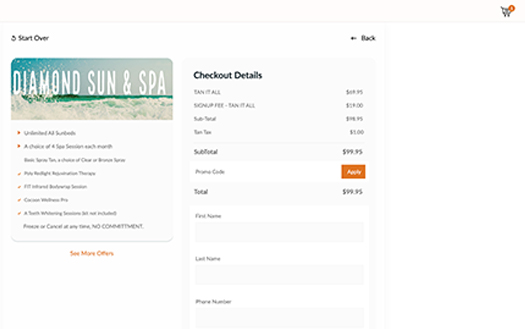 Start Over
Back
DIAMOND SUN & SPA
Unlimited All Sunbeds
A choice of 4 Spa Session each month
Basic Spray Tan, a choice of Clear or Bronze Spray
Poly Redlight Rejuvenation Therapy
FIT Infrared Bodywrap Session
Cocoon Wellness Pro
A Teeth Whitening Sessions (kit not included)
Freeze or Cancel at any time, NO COMMITTMENT.
See More Offers
Checkout Details
TAN IT ALL $69.95
SIGNUP FEE - TAN IT ALL $19.00
Sub-Total $98.95
Tan Tax $1.00
SubTotal $99.95
Promo Code Apply
Total $99.95
First Name
Last Name
Phone Number